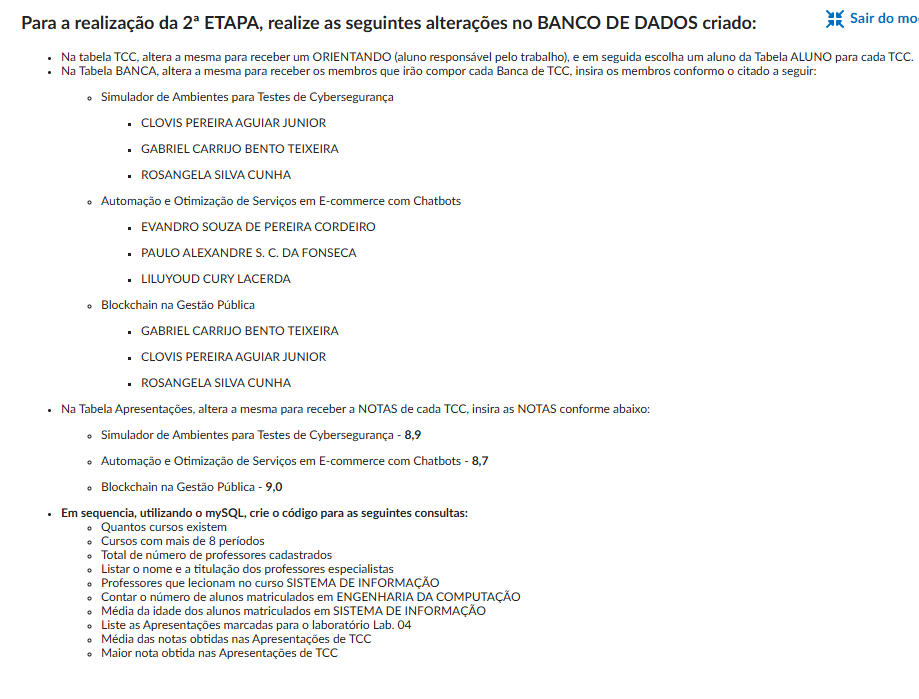 Para a realização da 2ª ETAPA, realize as seguintes alterações no BANCO DE DADOS criado:
Sair do mo
Na tabela TCC, altera a mesma para receber um ORIENTANDO (aluno responsável pelo trabalho), e em seguida escolha um aluno da Tabela ALUNO para cada TCC.
Na Tabela BANCA, altera a mesma para receber os membros que irão compor cada Banca de TCC, insira os membros conformo o citado a seguir:
Simulador de Ambientes para Testes de Cybersegurança
CLOVIS PEREIRA AGUIAR JUNIOR
GABRIEL CARRIJO BENTO TEIXEIRA
ROSANGELA SILVA CUNHA
Automação e Otimização de Serviços em E-commerce com Chatbots
EVANDRO SOUZA DE PEREIRA CORDEIRO
PAULO ALEXANDRE S. C. DA FONSECA
LILUYOUD CURY LACERDA
Blockchain na Gestão Pública
GABRIEL CARRIJO BENTO TEIXEIRA
CLOVIS PEREIRA AGUIAR JUNIOR
ROSANGELA SILVA CUNHA
Na Tabela Apresentações, altera a mesma para receber a NOTAS de cada TCC, insira as NOTAS conforme abaixo:
Simulador de Ambientes para Testes de Cybersegurança - 8,9
Automação e Otimização de Serviços em E-commerce com Chatbots - 8,7
Blockchain na Gestão Pública - 9,0
Em sequencia, utilizando o mySQL, crie o código para as seguintes consultas:
Quantos cursos existem
Cursos com mais de 8 períodos
Total de número de professores cadastrados
Listar o nome e a titulação dos professores especialistas
Professores que lecionam no curso SISTEMA DE INFORMAÇÃO
Contar o número de alunos matriculados em ENGENHARIA DA COMPUTAÇÃO
Média da idade dos alunos matriculados em SISTEMA DE INFORMAÇÃO
Liste as Apresentações marcadas para o laboratório Lab. 04
Média das notas obtidas nas Apresentações de TCC
Maior nota obtida nas Apresentações de TCC